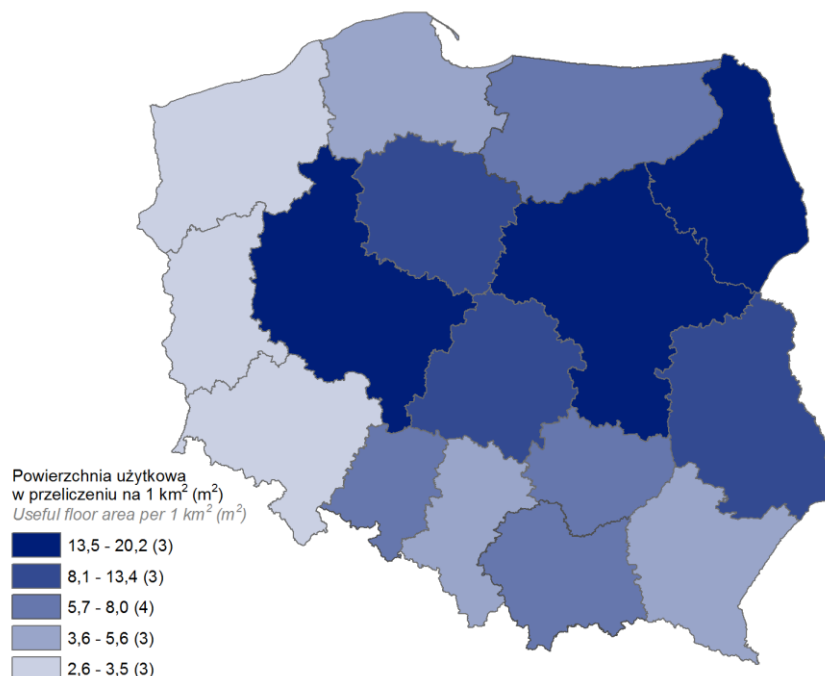 Powierzchnia użytkowa
w przeliczeniu na 1 km² (m²)
Useful floor area per 1 km² (m²)
13,5 - 20,2 (3)
8,1 - 13,4 (3)
5,7 - 8,0 (4)
3,6 - 5,6 (3)
2,6 - 3,5 (3)